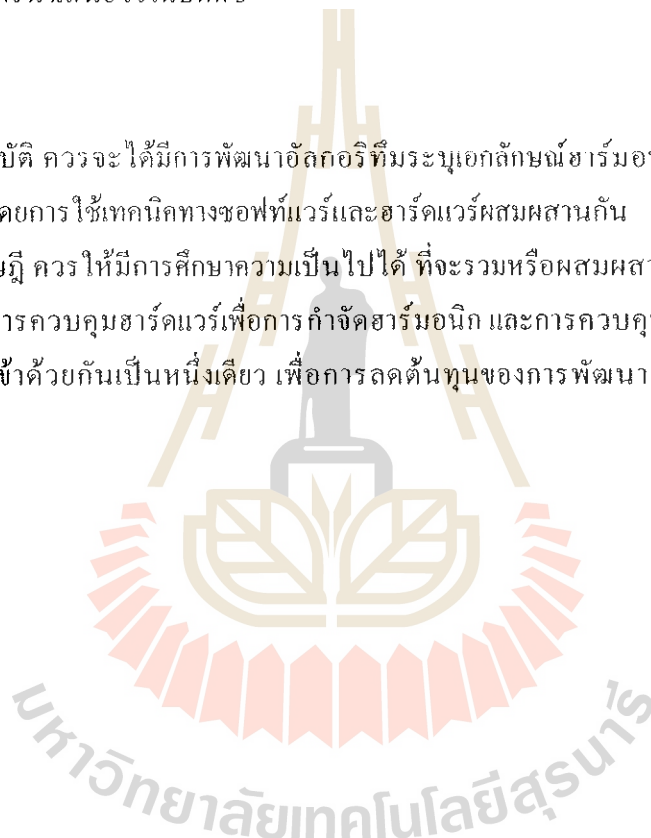 บัติ ควรจะได้มีการพัฒนาอัลกอริทึมระบุเอกลักษณ์ฮาร์มอ
โดยการใช้เทคนิคทางซอฟท์แวร์และฮาร์ดแวร์ผสมผสานกัน
ษฎี ควรให้มีการศึกษาความเป็นไปได้ ที่จะรวมหรือผสมผสา
การควบคุมฮาร์ดแวร์เพื่อการกำจัดฮาร์มอนิก และการควบคุ
เข้าด้วยกันเป็นหนึ่งเดียว เพื่อการลดต้นทุนของการพัฒนา
มหาวิทยาลัยเทคโนโลยีสุรนารี